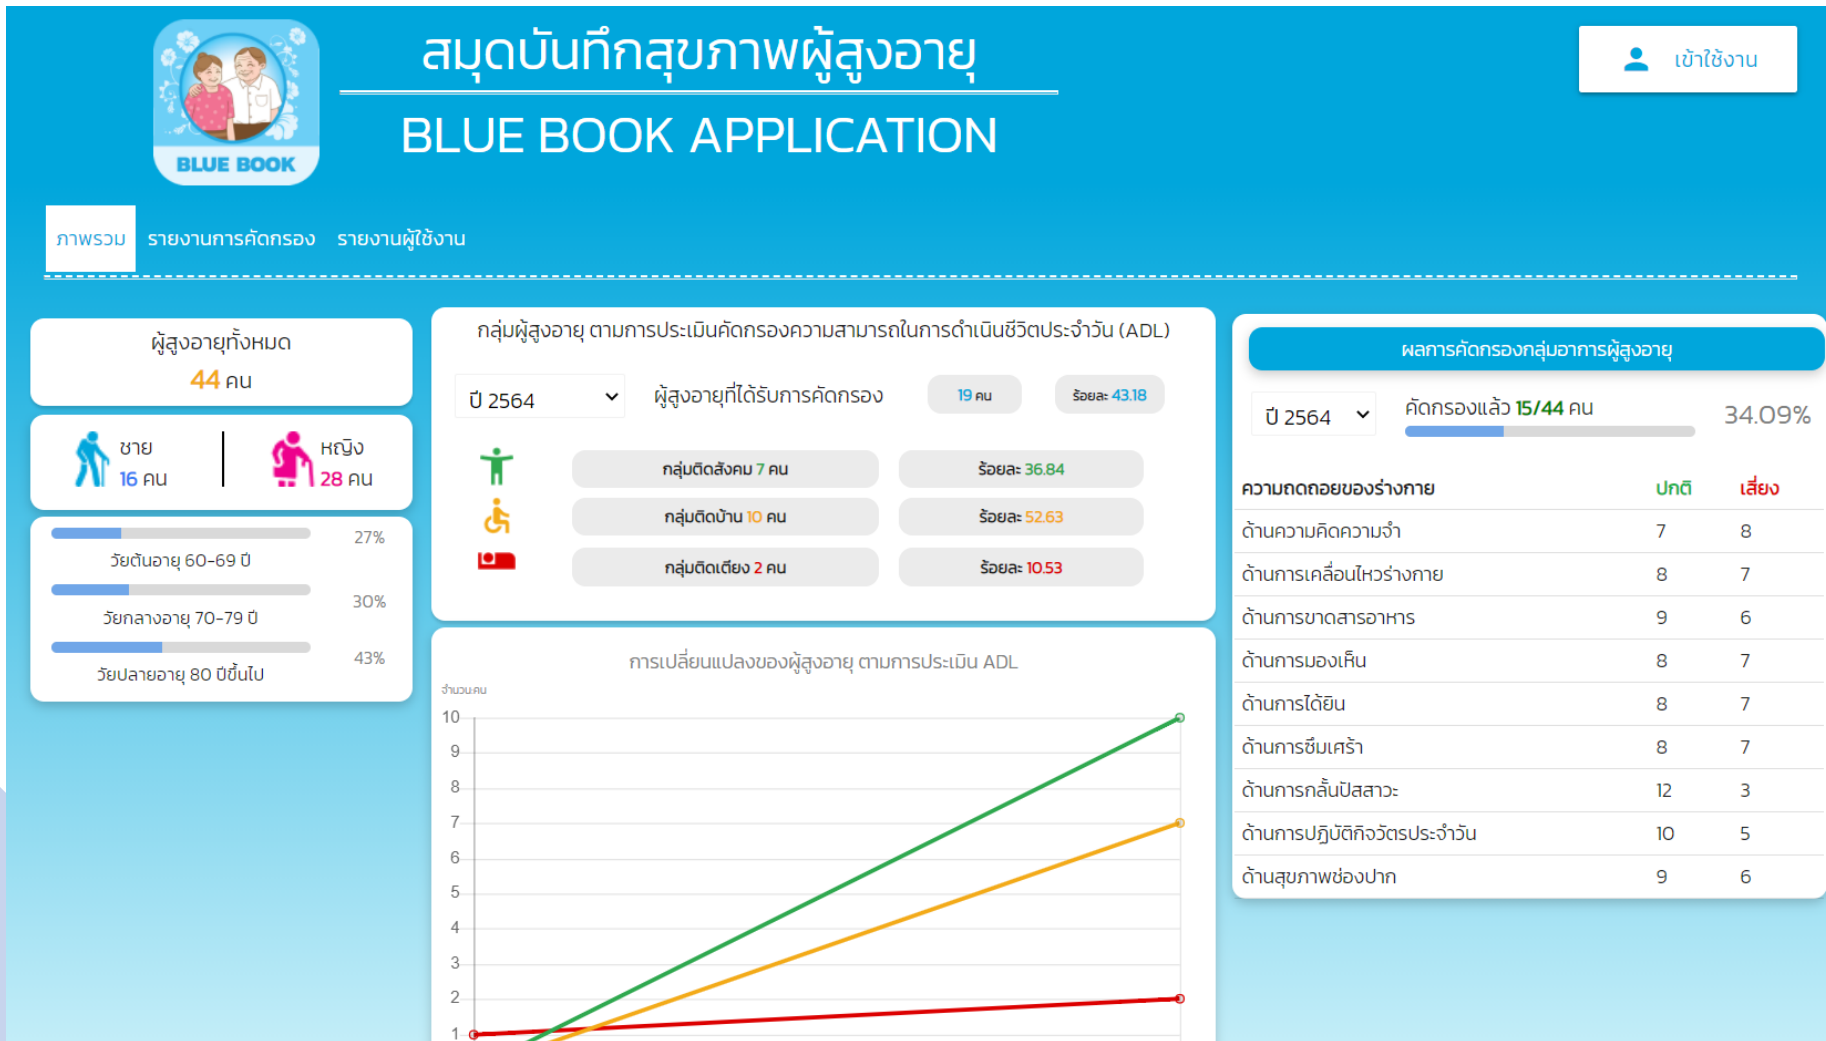 สมุดบันทึกสุขภาพผู้สูงอายุ
BLUE BOOK APPLICATION
BLUE BOOK
เข้าใช้งาน
ภาพรวม รายงานการคัดกรอง รายงานผู้ใช้งาน
ผู้สูงอายุทั้งหมด
44 คน
ชาย
16 คน
หญิง
28 คน
27%
วัยต้นอายุ 60-69 ปี
30%
วัยกลางอายุ 70-79 ปี
43%
วัยปลายอายุ 80 ปีขึ้นไป
กลุ่มผู้สูงอายุ ตามการประเมินคัดกรองความสามารถในการดำเนินชีวิตประจำวัน (ADL)
ปี 2564 ผู้สูงอายุที่ได้รับการคัดกรอง 19 คน ร้อยละ 43.18
กลุ่มติดสังคม 7 คน ร้อยละ 36.84
กลุ่มติดบ้าน 10 คน ร้อยละ 52.63
กลุ่มติดเตียง 2 คน ร้อยละ 10.53
การเปลี่ยนแปลงของผู้สูงอายุ ตามการประเมิน ADL
จำนวน:คน
10
9
8
7
6
5
4
3
2
1
ผลการคัดกรองกลุ่มอาการผู้สูงอายุ
ปี 2564 คัดกรองแล้ว 15/44 คน 34.09%
ความถดถอยของร่างกาย ปกติ เสี่ยง
ด้านความคิดความจำ 7 8
ด้านการเคลื่อนไหวร่างกาย 8 7
ด้านการขาดสารอาหาร 9 6
ด้านการมองเห็น 8 7
ด้านการได้ยิน 8 7
ด้านการซึมเศร้า 8 7
ด้านการกลั้นปัสสาวะ 12 3
ด้านการปฏิบัติกิจวัตรประจำวัน 10 5
ด้านสุขภาพช่องปาก 9 6